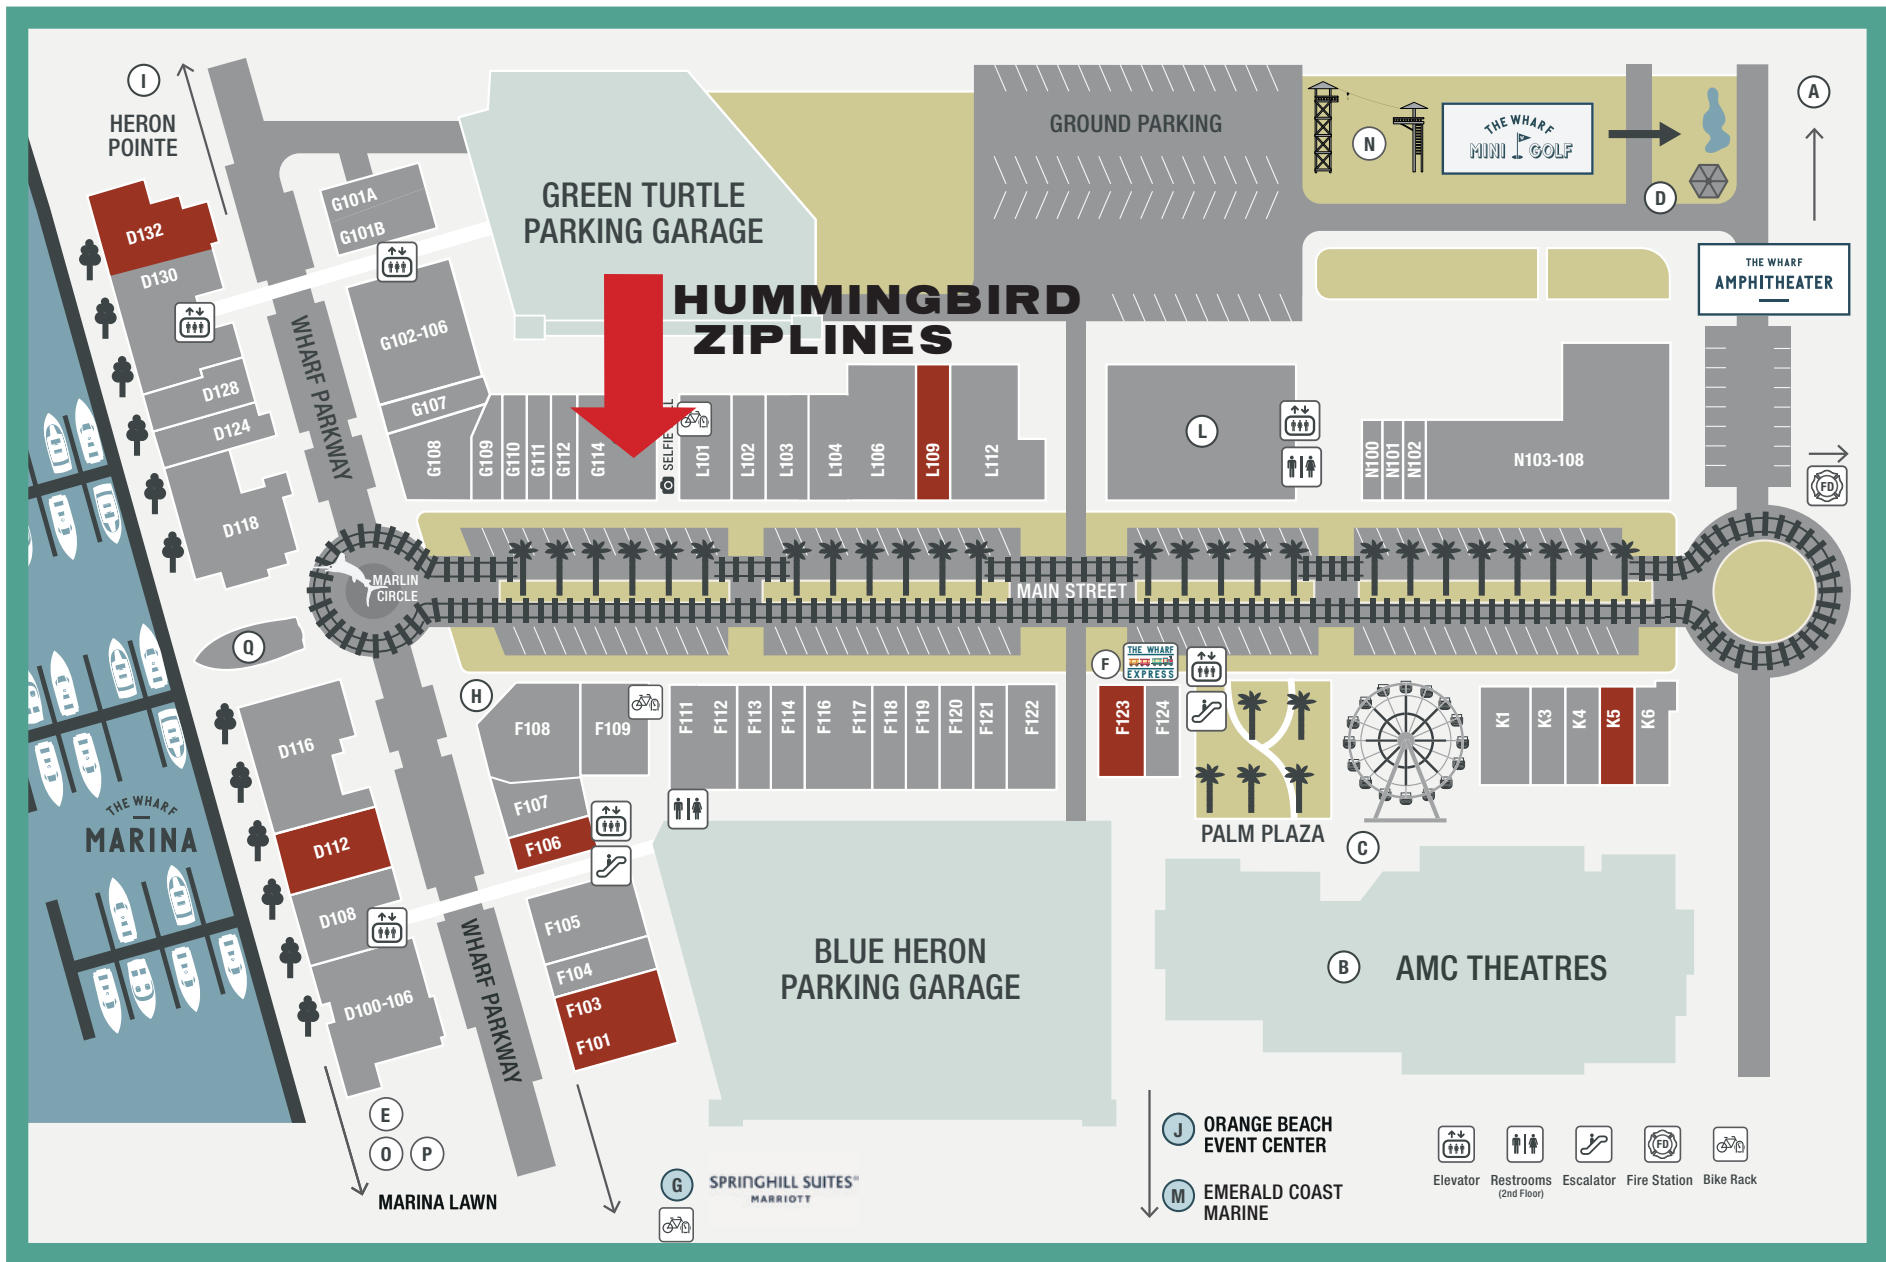 I
HERON
POINTE
GREEN TURTLE
PARKING GARAGE
GROUND PARKING
N
THE WHARF
MINI GOLF
D
A
THE WHARF
AMPHITHEATER
HUMMINGBIRD
ZIPLINES
D132
D130
D128
D124
D118
G101A
G101B
G102-106
G107
G108
G109
G110
G111
G112
G114
L101
L102
L103
L104
L106
L109
L112
L
N100
N101
N102
N103-108
FD
WHARF PARKWAY
MARLIN
CIRCLE
MAIN STREET
Q
H
F
THE WHARF
EXPRESS
D116
D112
D108
D100-106
F108
F109
F111
F112
F113
F114
F116
F117
F118
F119
F120
F121
F122
F123
F124
K1
K3
K4
K5
K6
F107
F106
F105
F104
F103
F101
THE WHARF
MARINA
WHARF PARKWAY
PALM PLAZA
C
BLUE HERON
PARKING GARAGE
B
AMC THEATRES
E
O
P
MARINA LAWN
G
SPRINGHILL SUITES®
MARRIOTT
J
ORANGE BEACH
EVENT CENTER
M
EMERALD COAST
MARINE
FD
Elevator
Restrooms
(2nd Floor)
Escalator
Fire Station
Bike Rack